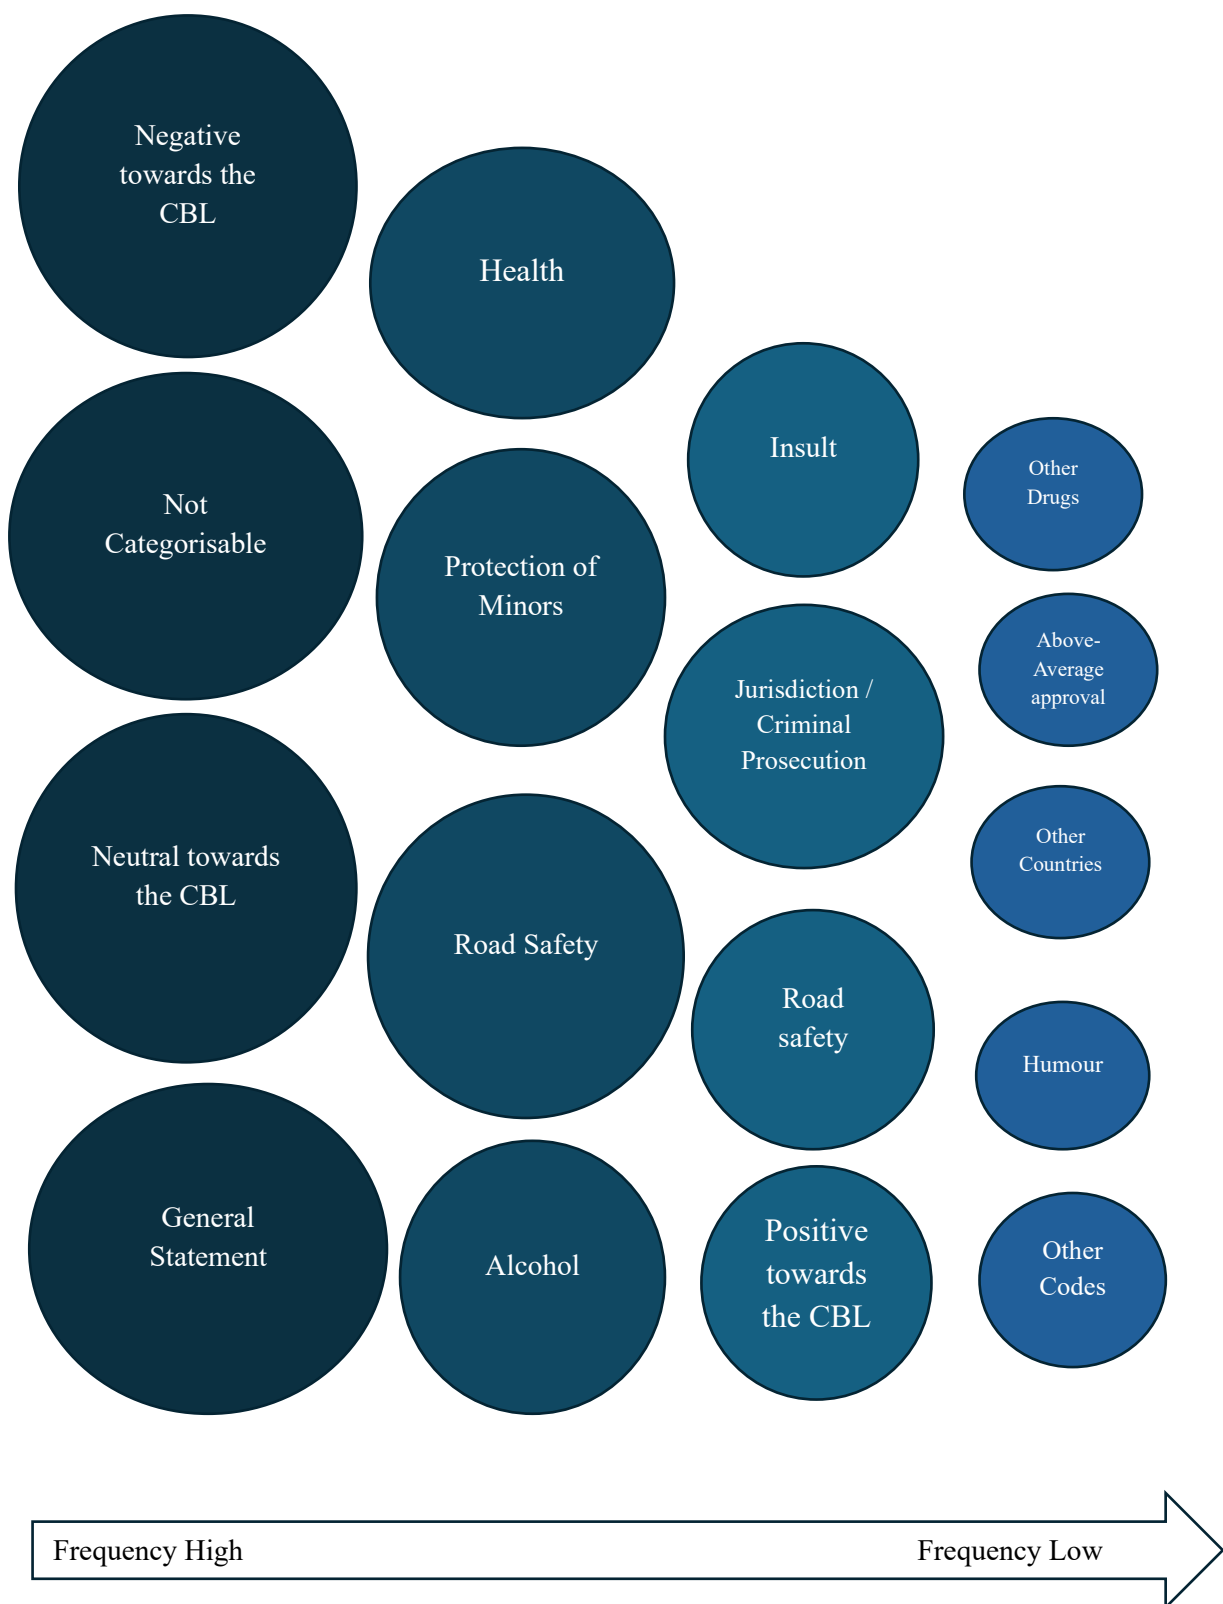 Negative
towards the
CBL
Not
Categorisable
Neutral towards
the CBL
General
Statement
Health
Protection of
Minors
Road Safety
Alcohol
Insult
Jurisdiction /
Criminal
Prosecution
Road
safety
Positive
towards
the CBL
Other
Drugs
Above-
Average
approval
Other
Countries
Humour
Other
Codes
Frequency High
Frequency Low